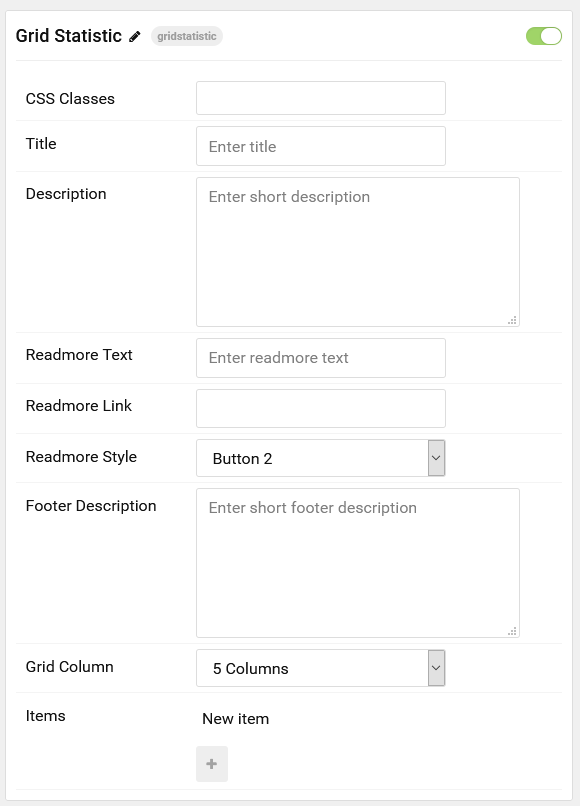 Grid Statistic gridstatistic
CSS Classes
Title Enter title
Description Enter short description
Readmore Text Enter readmore text
Readmore Link
Readmore Style Button 2
Footer Description Enter short footer description
Grid Column 5 Columns
Items New item
+